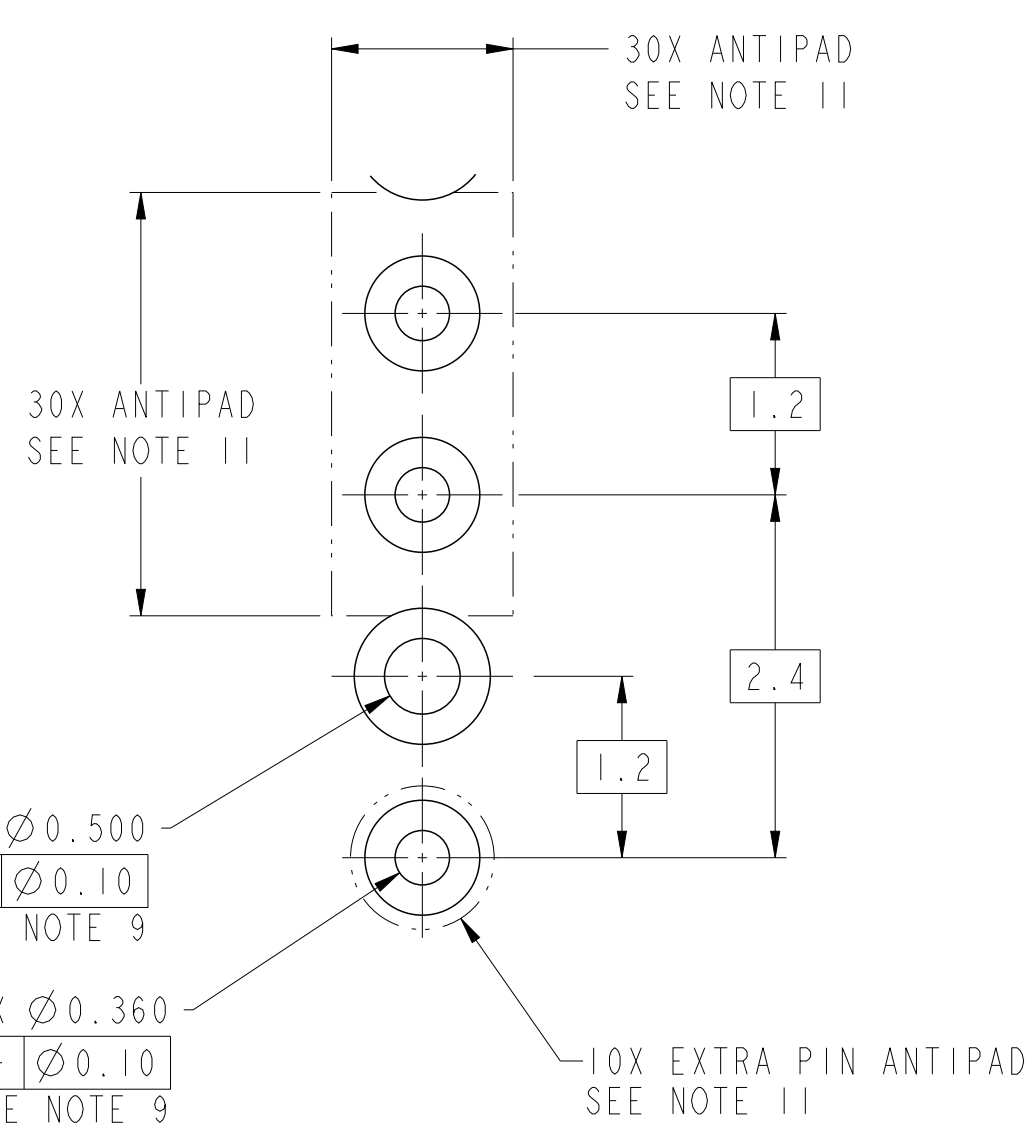 30X ANTIPAD
SEE NOTE 11
30X ANTIPAD
SEE NOTE 11
1.2
2.4
1.2
Ø0.500
Ø0.10
NOTE 9
X Ø0.360
Ø0.10
E NOTE 9
10X EXTRA PIN ANTIPAD
SEE NOTE 11